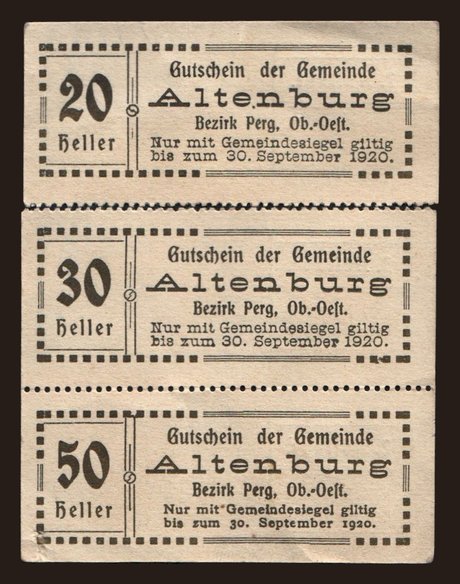 20
Heller
Gutschein der Gemeinde
Altenburg
Bezirk Perg, Ob.-Oest.
Nur mit Gemeindesiegel giltig
bis zum 30. September 1920.
30
Heller
Gutschein der Gemeinde
Altenburg
Bezirk Perg, Ob.-Oest.
Nur mit Gemeindesiegel giltig
bis zum 30. September 1920.
50
Heller
Gutschein der Gemeinde
Altenburg
Bezirk Perg, Ob.-Oest.
Nur mit Gemeindesiegel giltig
bis zum 30. September 1920.